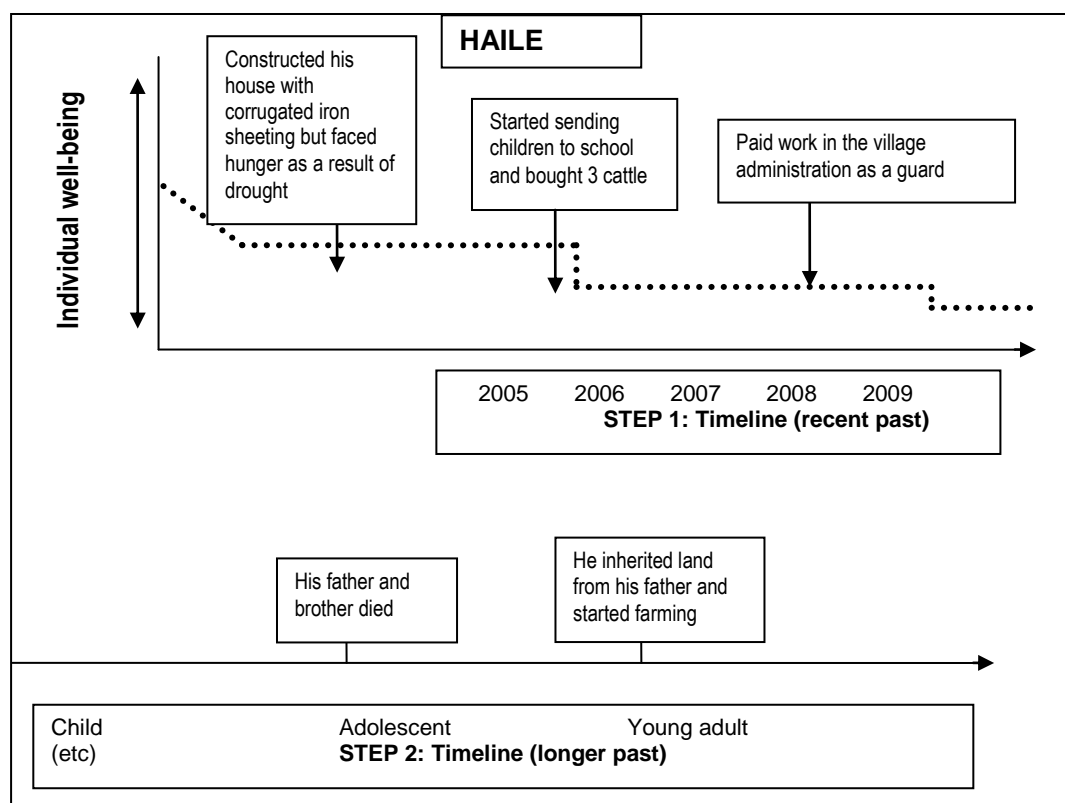 HAILE
Individual well-being
Constructed his
house with
corrugated iron
sheeting but faced
hunger as a result of
drought
Started sending
children to school
and bought 3 cattle
Paid work in the village
administration as a guard
2005 2006 2007 2008 2009
STEP 1: Timeline (recent past)
His father and
brother died
He inherited land
from his father and
started farming
Child Adolescent Young adult
(etc) STEP 2: Timeline (longer past)